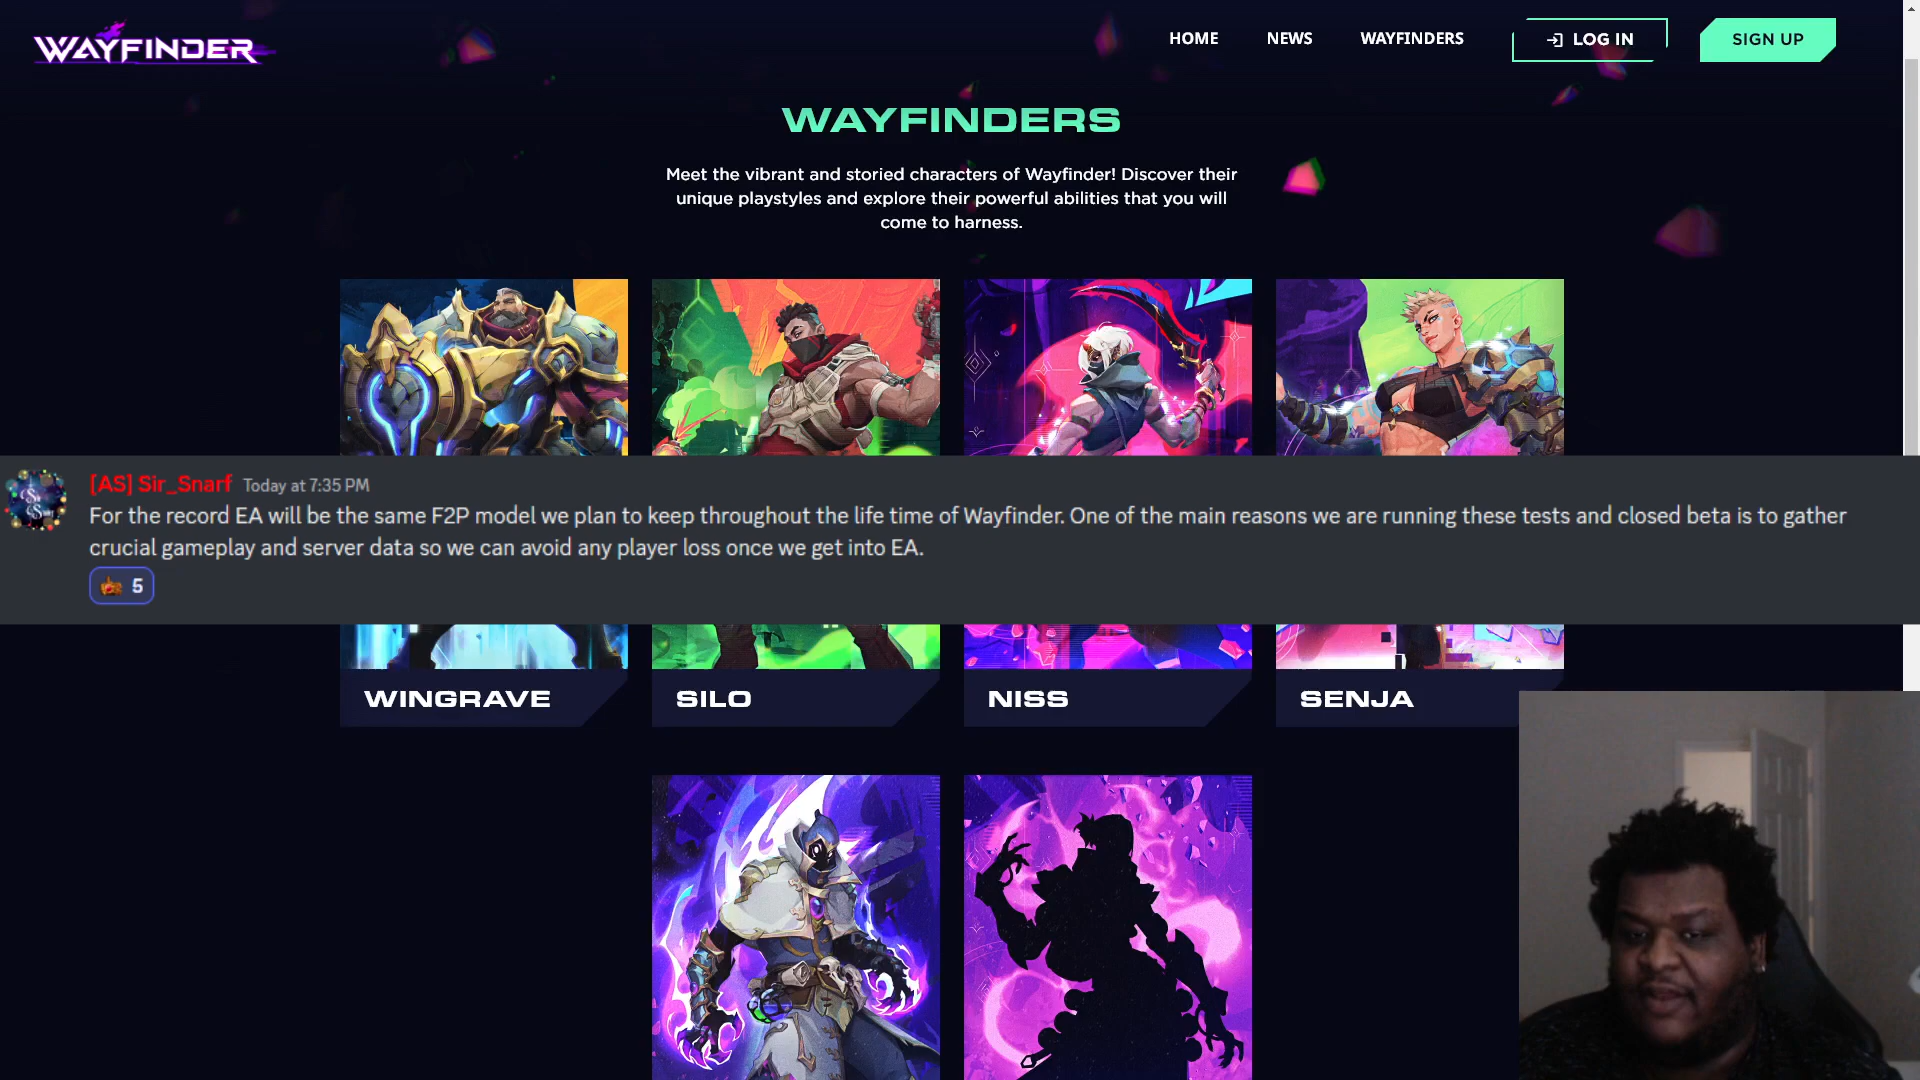 WAYFINDER
HOME
NEWS
WAYFINDERS
LOG IN
SIGN UP
WAYFINDERS
Meet the vibrant and storied characters of Wayfinder! Discover their
unique playstyles and explore their powerful abilities that you will
come to harness.
[AS] Sir_Snarf Today at 7:35 PM
For the record EA will be the same F2P model we plan to keep throughout the life time of Wayfinder. One of the main reasons we are running these tests and closed beta is to gather
crucial gameplay and server data so we can avoid any player loss once we get into EA.
5
WINGRAVE
SILO
NISS
SENJA